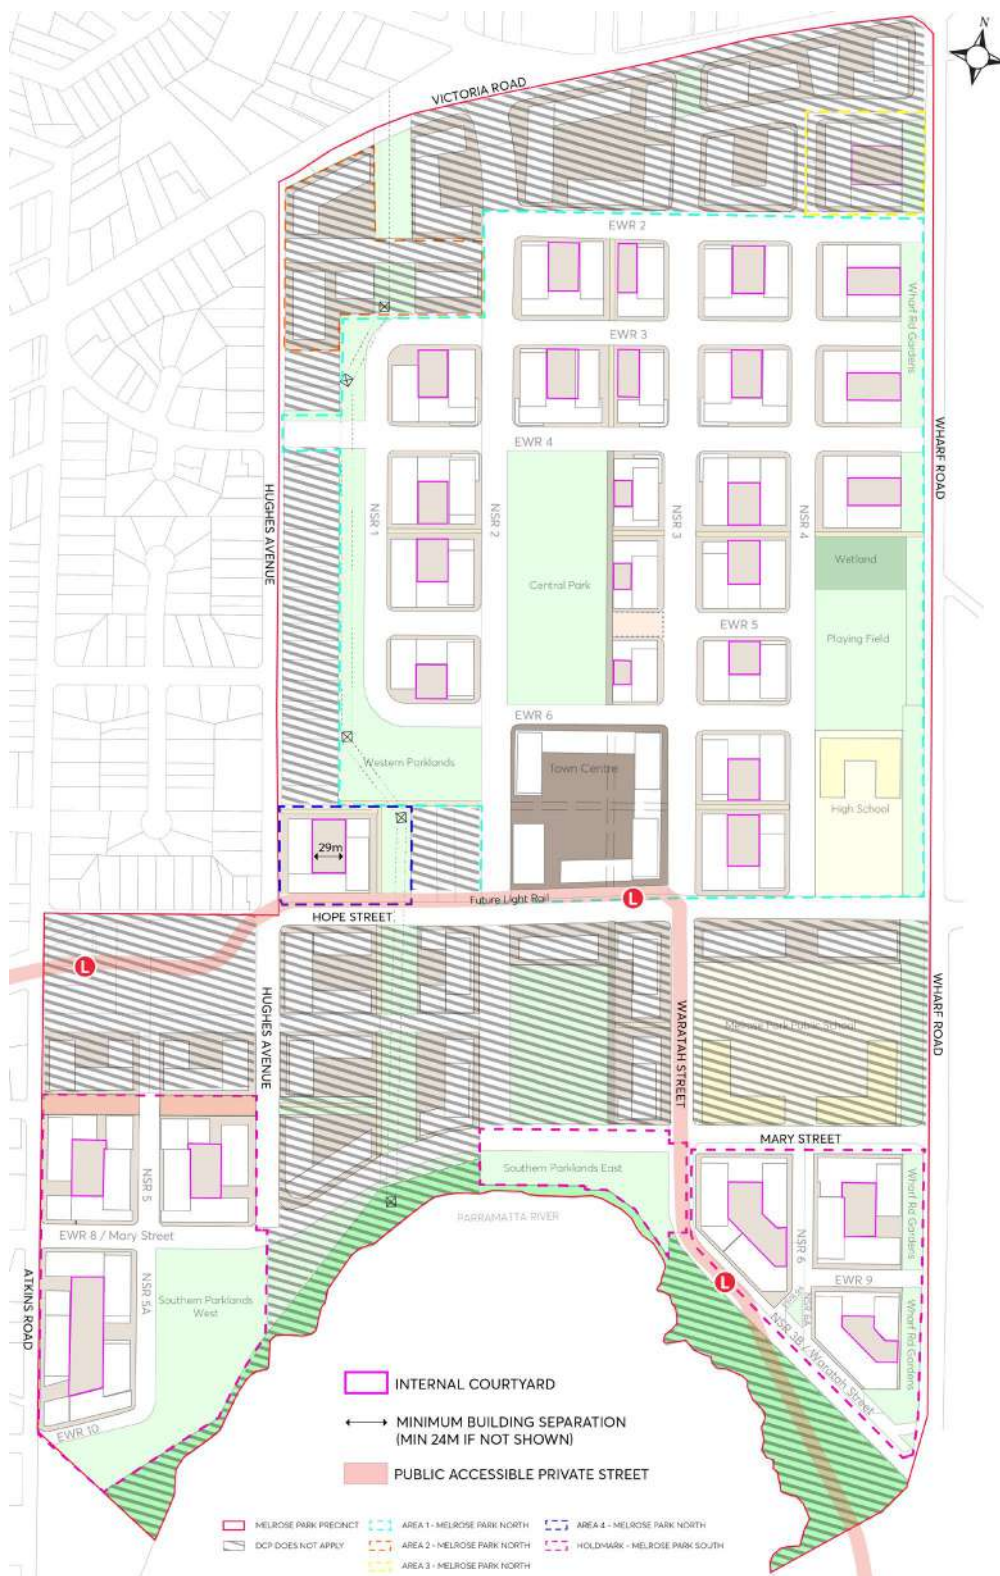 N
VICTORIA ROAD
EWR 2
Wharf Rd Gardens
EWR 3
EWR 4
WHARF ROAD
HUGHES AVENUE
NSR 1
NSR 2
NSR 3
NSR 4
Wetland
Central Park
EWR 5
Playing Field
EWR 6
Western Parklands
Town Centre
High School
29m
Future Light Rail
L
HOPE STREET
L
HUGHES AVENUE
WARATAH STREET
WHARF ROAD
Melrose Park Public School
MARY STREET
Southern Parklands East
NSR 5
PARRAMATTA RIVER
Wharf Rd Gardens
EWR 8 / Mary Street
NSR 6
ATKINS ROAD
NSR 5A
Southern Parklands
West
L
EWR 9
NSR 6A
NSR 3B / Waratah Street
Wharf Rd Gardens
EWR 10
INTERNAL COURTYARD
MINIMUM BUILDING SEPARATION
(MIN 24M IF NOT SHOWN)
PUBLIC ACCESSIBLE PRIVATE STREET
MELROSE PARK PRECINCT
AREA 1 - MELROSE PARK NORTH
AREA 4 - MELROSE PARK NORTH
DCP DOES NOT APPLY
AREA 2 - MELROSE PARK NORTH
HOLDMARK - MELROSE PARK SOUTH
AREA 3 - MELROSE PARK NORTH